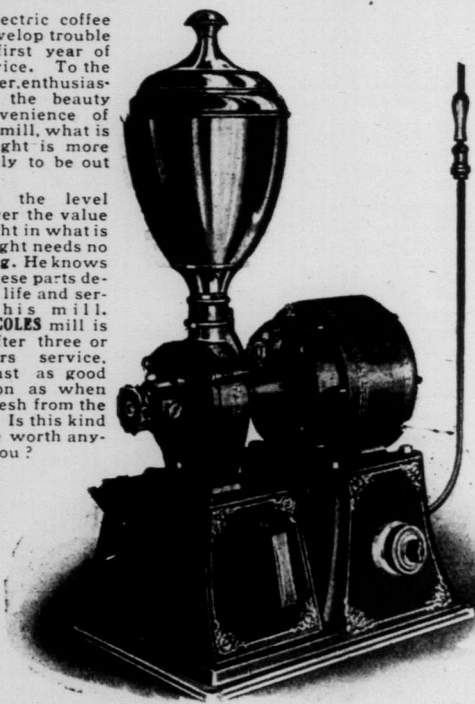 ectric coffee
velop trouble
first year of
vice. To the
er, enthusias-
the beauty
venience of
mill, what is
ght is more
ly to be out
the level
er the value
ht in what is
ght needs no
g. He knows
ese parts de-
life and ser-
his mill.
COLES mill is
fter three or
rs service,
st as good
on as when
esh from the
Is this kind
worth any-
ou?